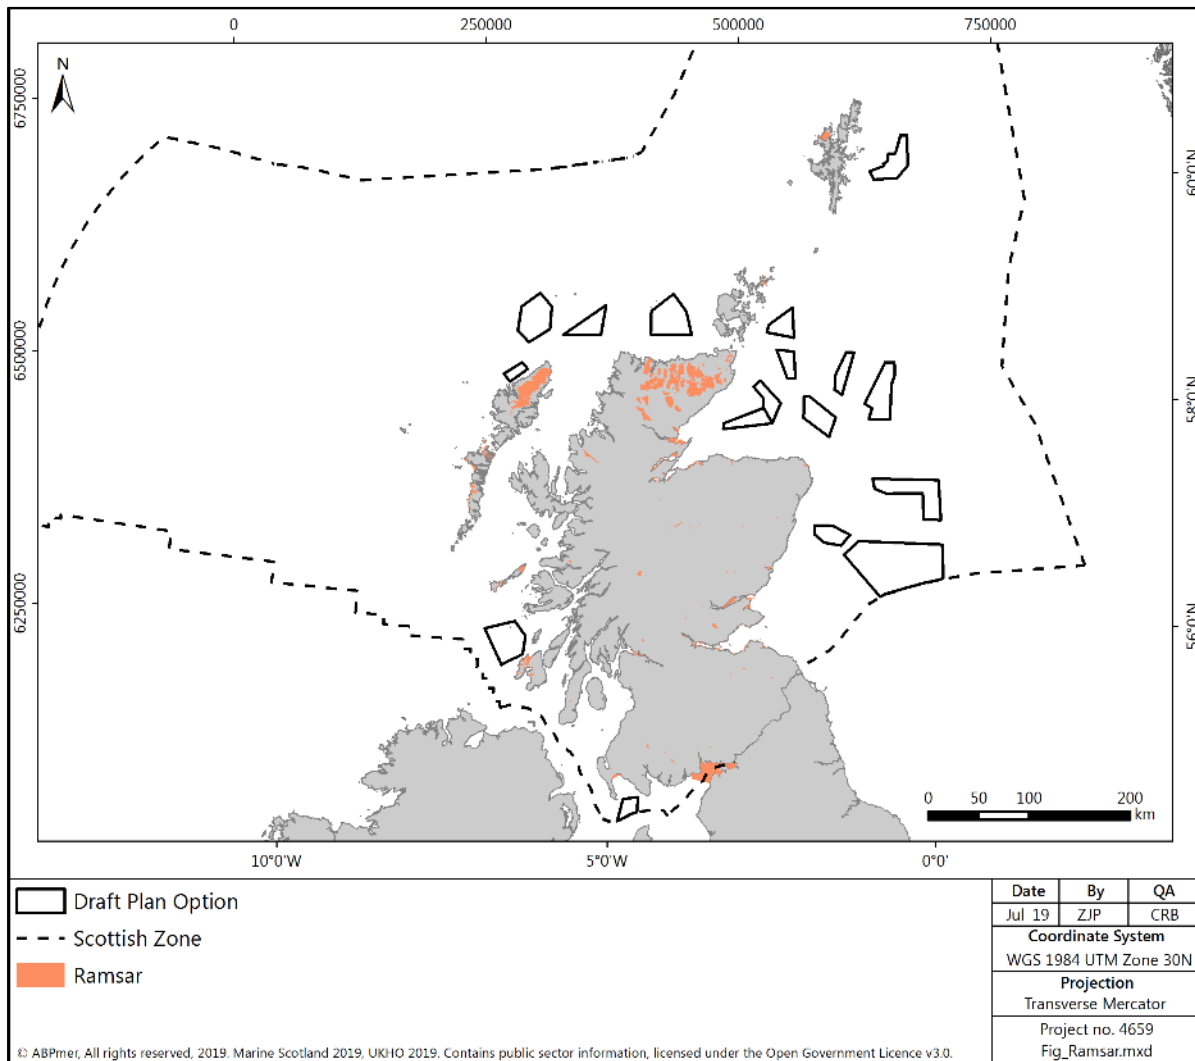 0 250000 500000 750000
N
6750000
6500000
6250000
60°0'N
58°0'N
56°0'N
0 50 100 200
km
10°0'W 5°0'W 0°0'
Draft Plan Option
Scottish Zone
Ramsar
Date By QA
Jul 19 ZJP CRB
Coordinate System
WGS 1984 UTM Zone 30N
Projection
Transverse Mercator
Project no. 4659
Fig_Ramsar.mxd
© ABPmer, All rights reserved, 2019. Marine Scotland 2019, UKHO 2019. Contains public sector information, licensed under the Open Government Licence v3.0.